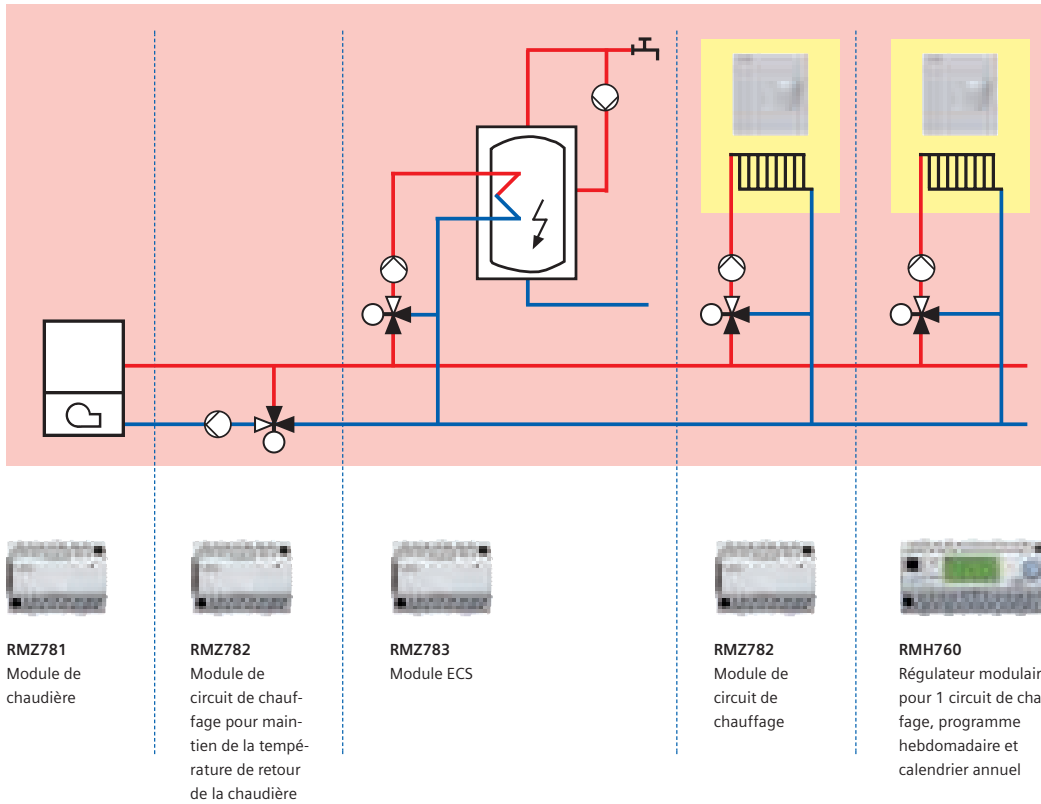 RMZ781
Module de
chaudière
RMZ782
Module de
circuit de chauf-
fage pour main-
tien de la tempé-
rature de retour
de la chaudière
RMZ783
Module ECS
RMZ782
Module de
circuit de
chauffage
RMH760
Régulateur modulair
pour 1 circuit de cha
fage, programme
hebdomadaire et
calendrier annuel